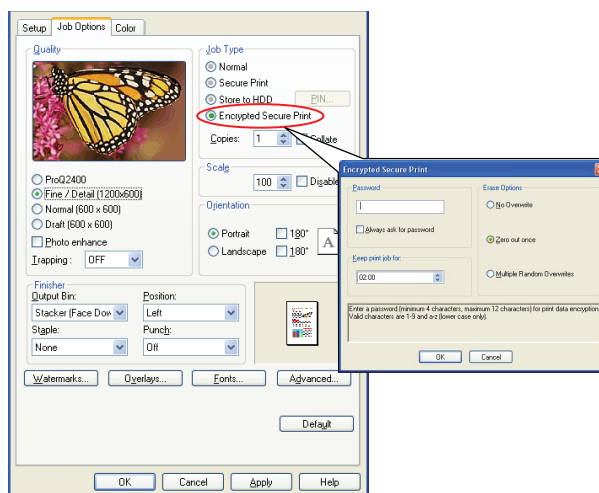 Setup Job Options Color
Quality
ProQ2400
Fine / Detail (1200x600)
Normal (600 x 600)
Draft (600 x 600)
Photo enhance
Trapping : OFF
Job Type
Normal
Secure Print
Store to HDD PIN...
Encrypted Secure Print
Copies: 1 Collate
Scale
100 Disable
Orientation
Portrait 180°
Landscape 180°
A
Finisher
Output Bin: Position:
Stacker (Face Dow Left
Staple: Punch:
None Off
Watermarks... Overlays... Fonts... Advanced...
Default
OK Cancel Apply Help
Encrypted Secure Print
Password
Always ask for password
Keep print job for:
02:00
Erase Options
No Overwrite
Zero out once
Multiple Random Overwrites
Enter a password (minimum 4 characters, maximum 12 characters) for print data encryption
Valid characters are 1-9 and a-z (lower case only).
OK Cancel